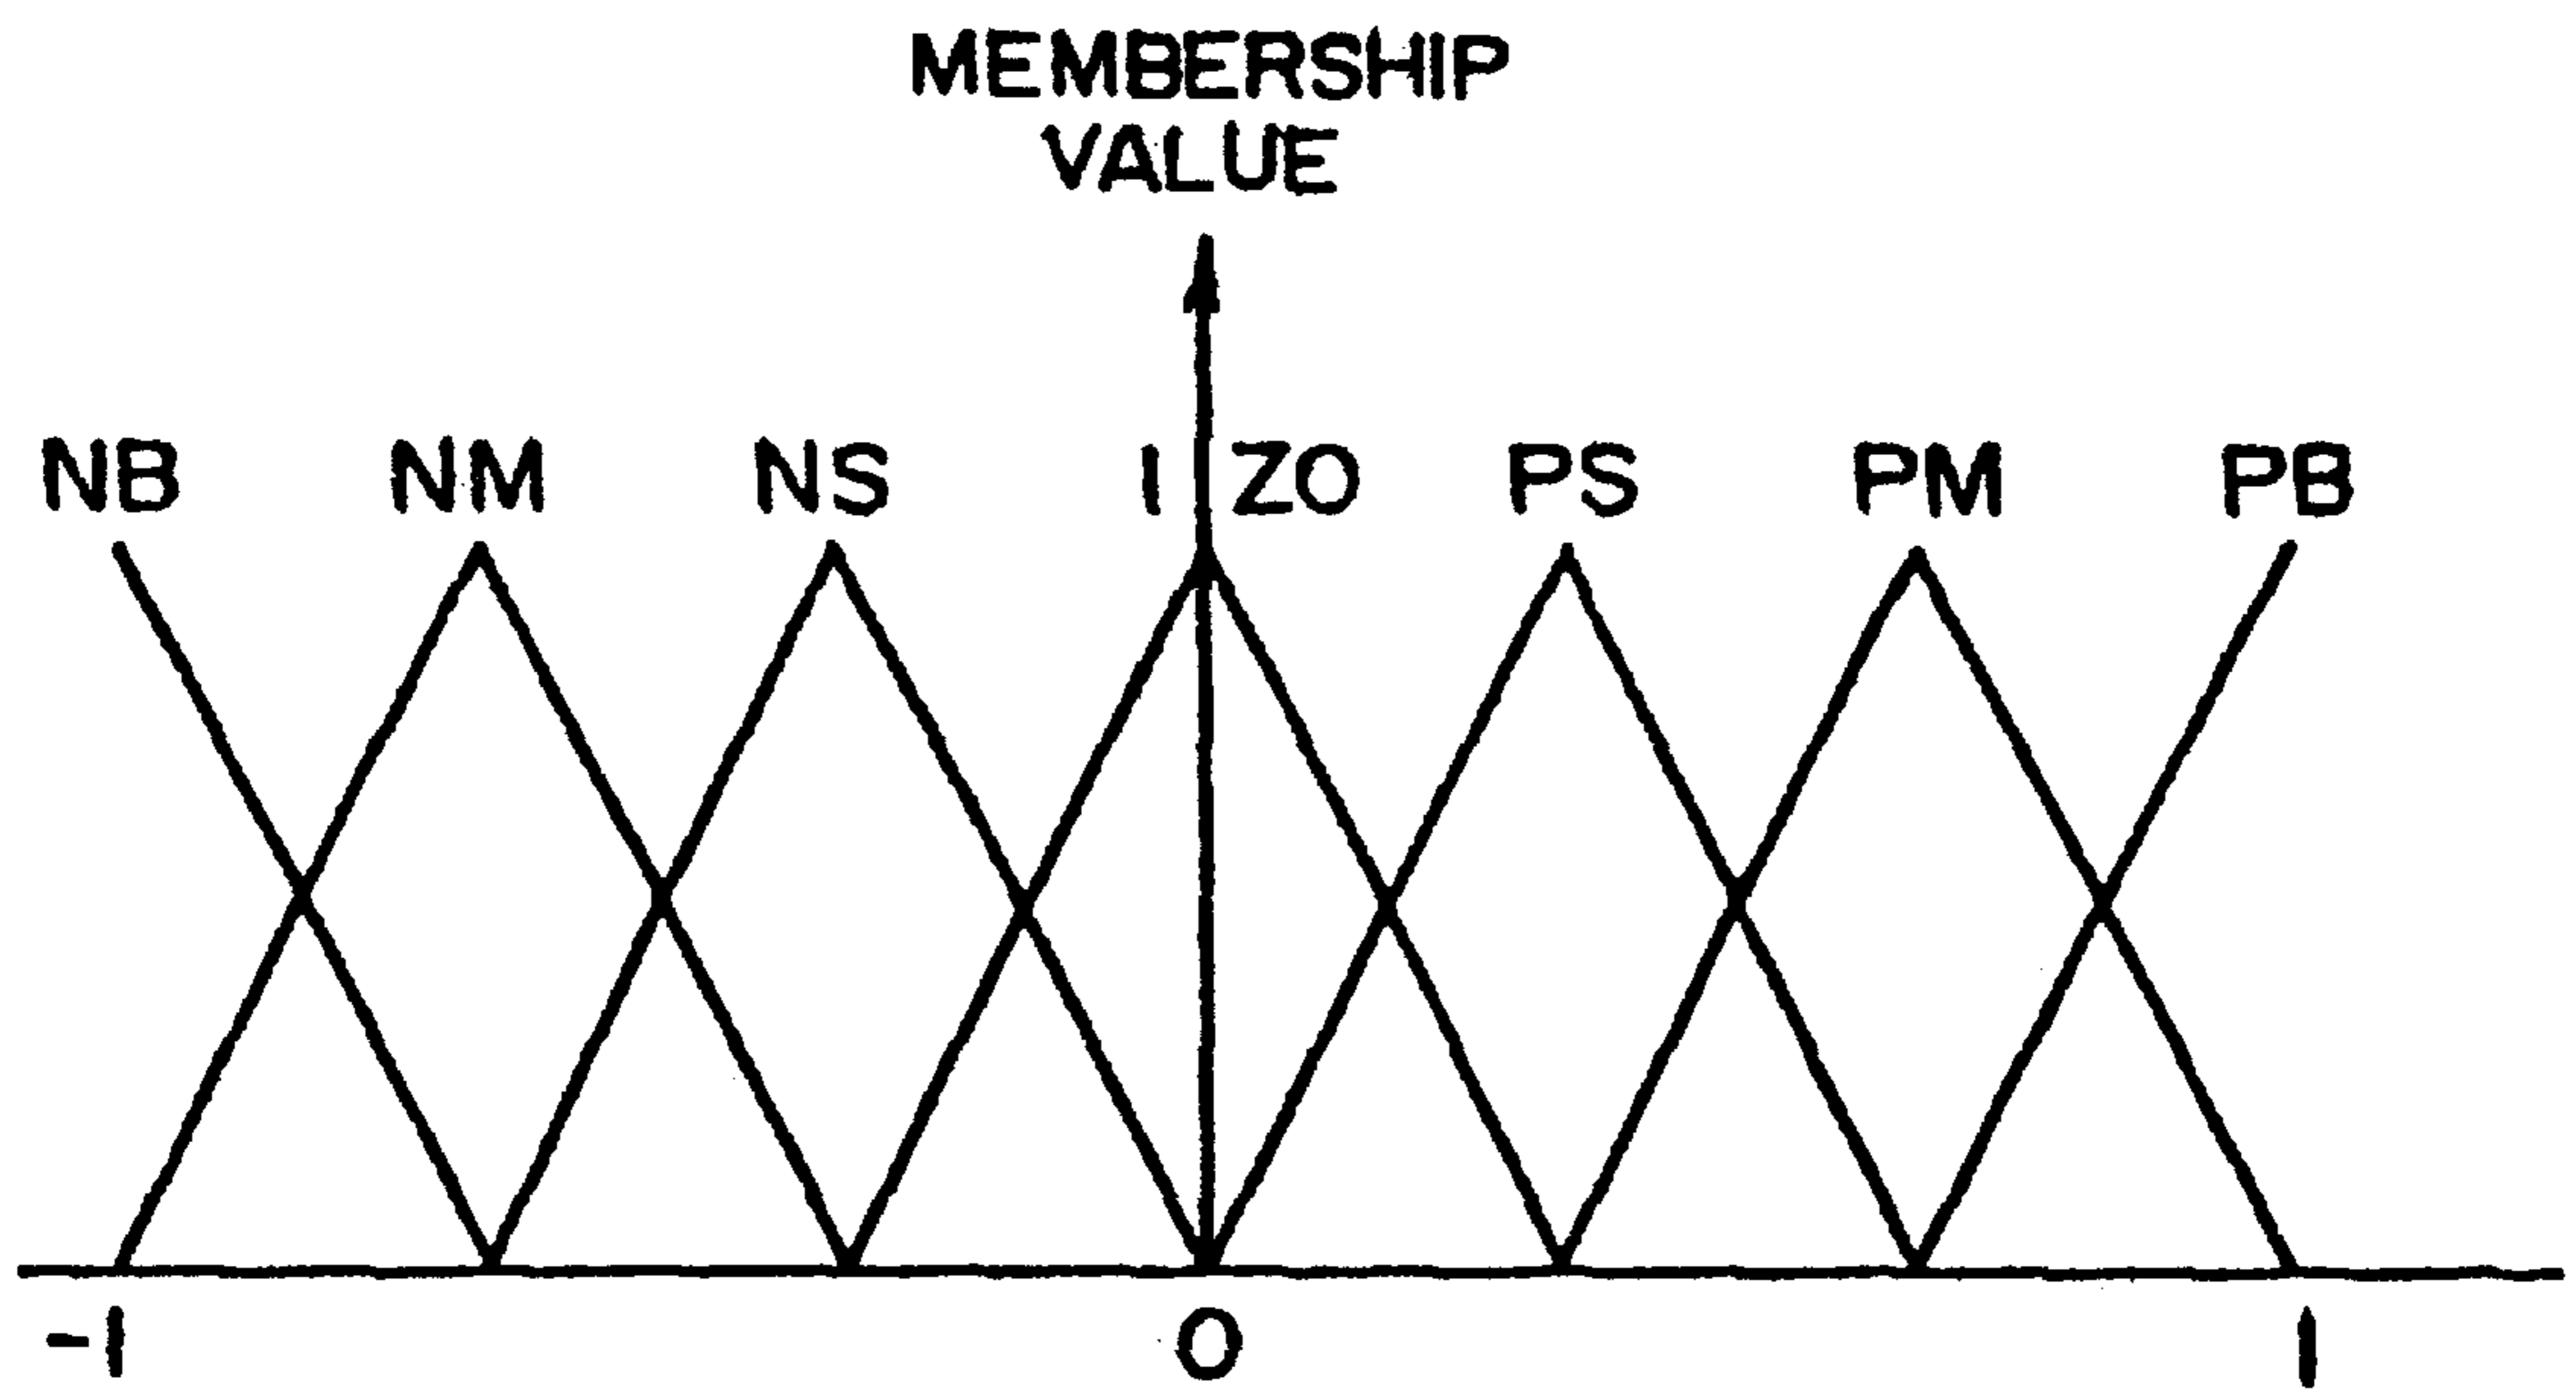 MEMBERSHIP
VALUE
NB NM NS 1 ZO PS PM PB
-1 0 1